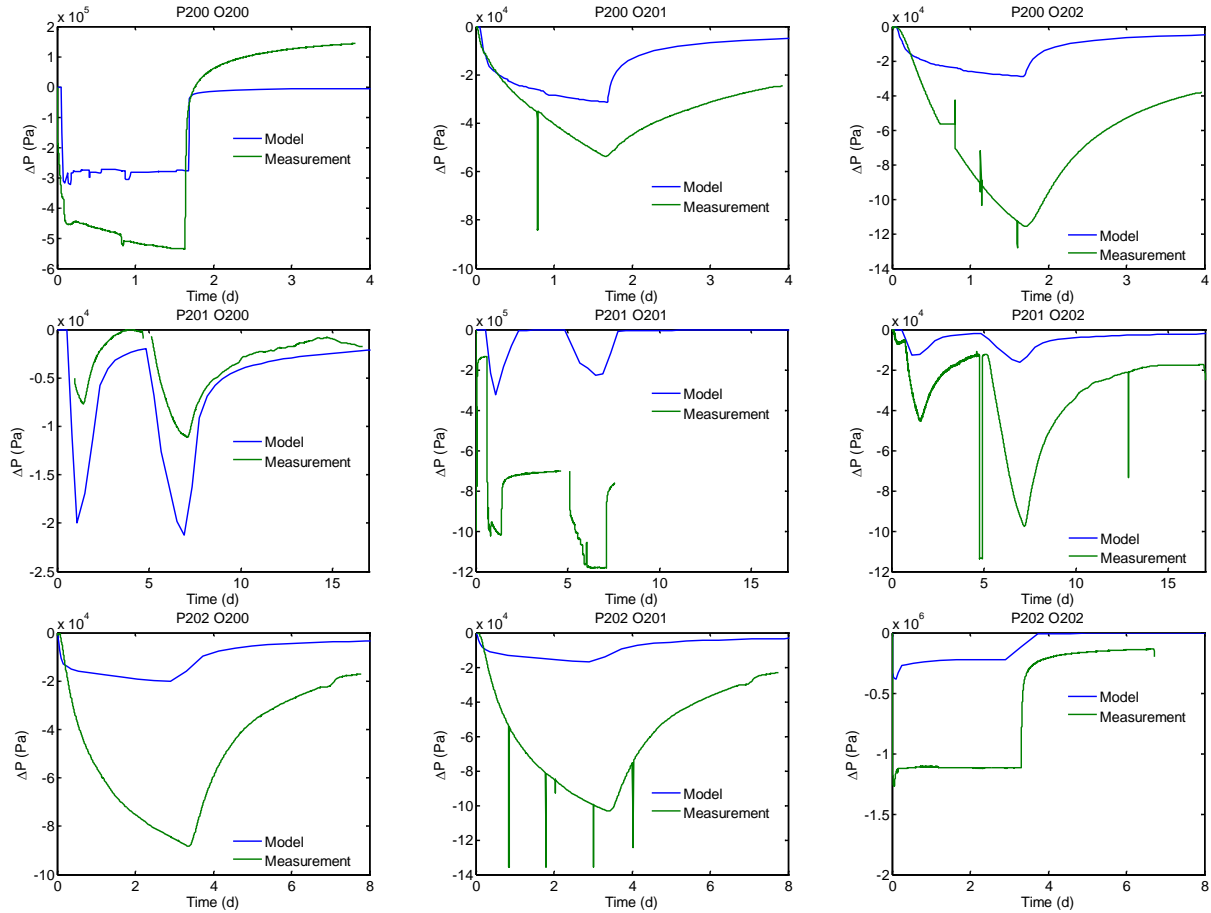 P200 O200
x 10^5
2
1
0
-1
-2
-3
-4
-5
-6
ΔP (Pa)
0 1 2 3 4
Time (d)
Model
Measurement
P200 O201
x 10^4
0
-2
-4
-6
-8
-10
ΔP (Pa)
0 1 2 3 4
Time (d)
Model
Measurement
P200 O202
x 10^4
0
-2
-4
-6
-8
-10
-12
-14
ΔP (Pa)
0 1 2 3 4
Time (d)
Model
Measurement
P201 O200
x 10^4
0
-0.5
-1
-1.5
-2
-2.5
ΔP (Pa)
0 5 10 15
Time (d)
Model
Measurement
P201 O201
x 10^5
0
-2
-4
-6
-8
-10
-12
ΔP (Pa)
0 5 10 15
Time (d)
Model
Measurement
P201 O202
x 10^4
0
-2
-4
-6
-8
-10
-12
ΔP (Pa)
0 5 10 15
Time (d)
Model
Measurement
P202 O200
x 10^4
0
-2
-4
-6
-8
-10
ΔP (Pa)
0 2 4 6 8
Time (d)
Model
Measurement
P202 O201
x 10^4
0
-2
-4
-6
-8
-10
-12
-14
ΔP (Pa)
0 2 4 6 8
Time (d)
Model
Measurement
P202 O202
x 10^6
0
-0.5
-1
-1.5
-2
ΔP (Pa)
0 2 4 6 8
Time (d)
Model
Measurement